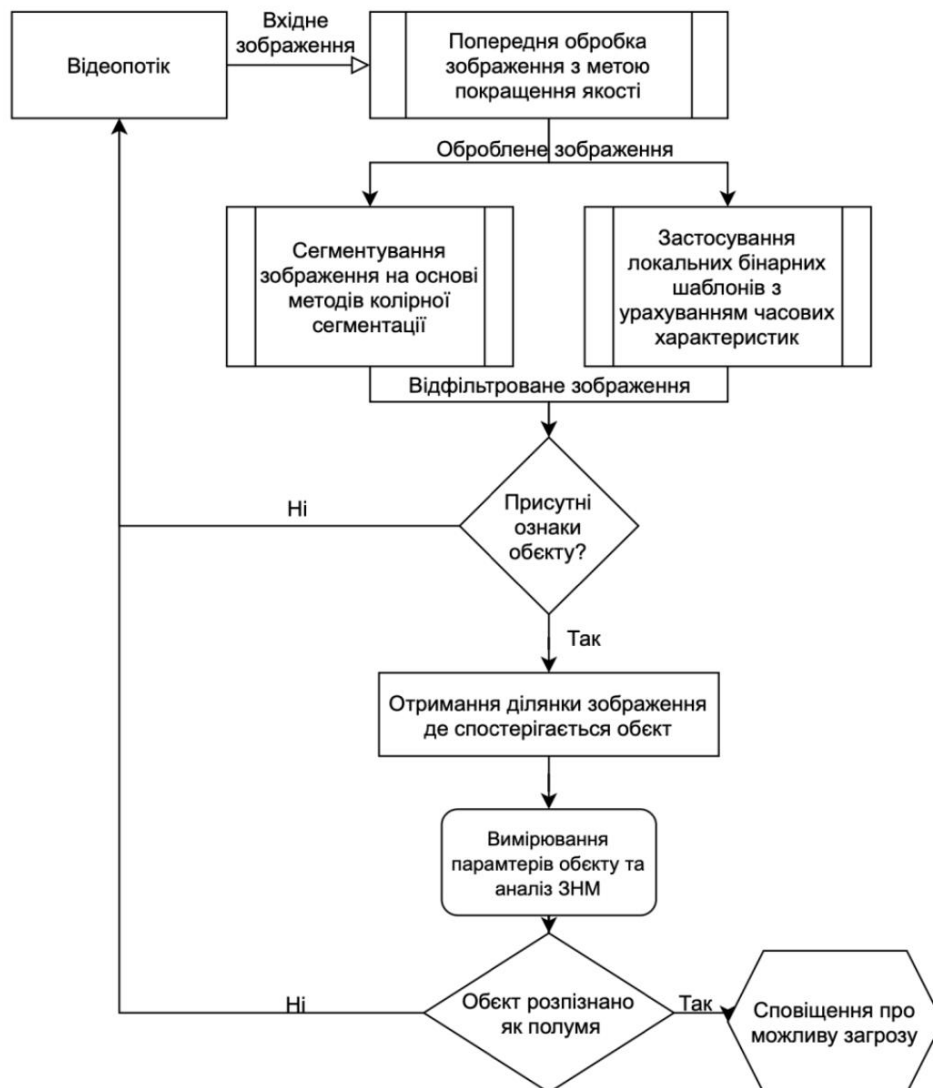 Вхідне
зображення
Відеопотік
Попередня обробка
зображення з метою
покращення якості
Оброблене зображення
Сегментування
зображення на основі
методів колірної
сегментації
Застосування
локальних бінарних
шаблонів з
урахуванням часових
характеристик
Відфільтроване зображення
Присутні
ознаки
обєкту?
Ні
Так
Отримання ділянки зображення
де спостерігається обєкт
Вимірювання
парамтерів обєкту та
аналіз ЗНМ
Обєкт розпізнано
як полумя
Ні
Так
Сповіщення про
можливу загрозу